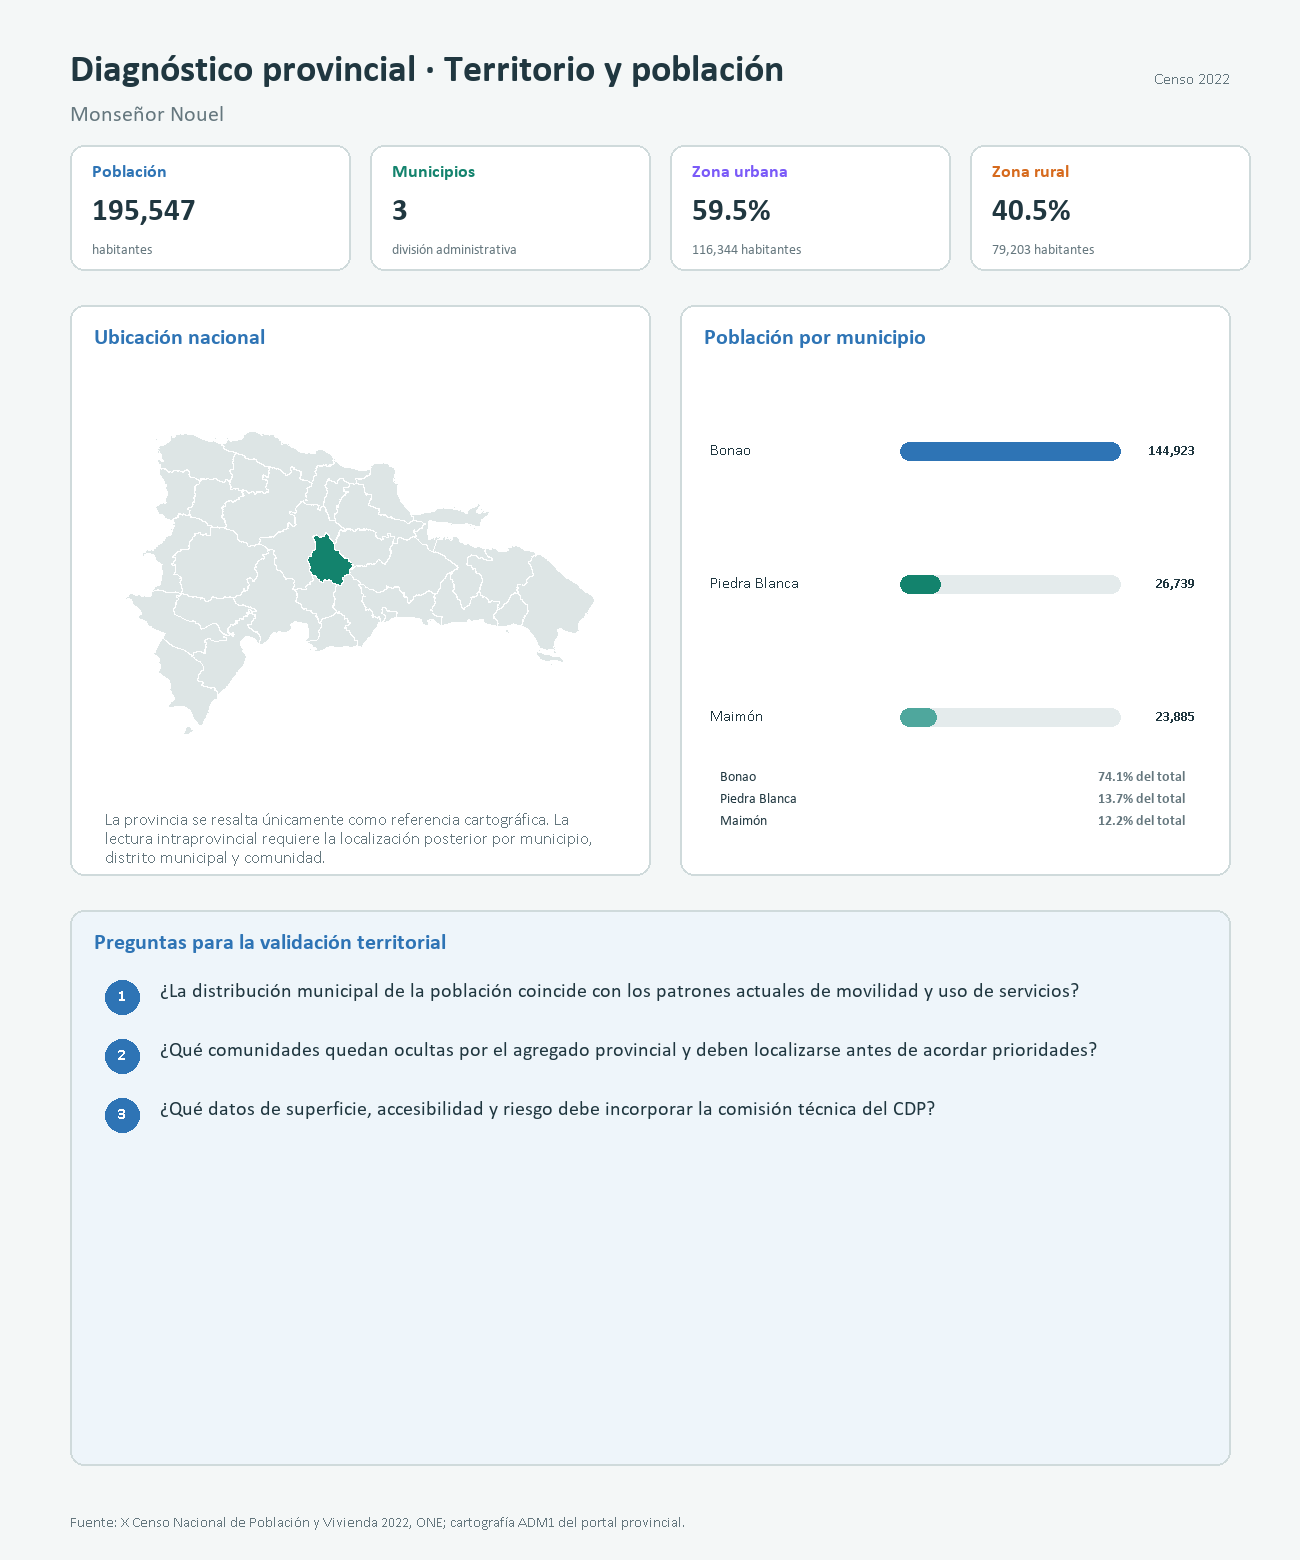 Diagnóstico provincial · Territorio y población
Censo 2022
Monseñor Nouel
Población
195,547
habitantes
Municipios
3
división administrativa
Zona urbana
59.5%
116,344 habitantes
Zona rural
40.5%
79,203 habitantes
Ubicación nacional
La provincia se resalta únicamente como referencia cartográfica. La
lectura intraprovincial requiere la localización posterior por municipio,
distrito municipal y comunidad.
Población por municipio
Bonao 144,923
Piedra Blanca 26,739
Maimón 23,885
Bonao 74.1% del total
Piedra Blanca 13.7% del total
Maimón 12.2% del total
Preguntas para la validación territorial
1 ¿La distribución municipal de la población coincide con los patrones actuales de movilidad y uso de servicios?
2 ¿Qué comunidades quedan ocultas por el agregado provincial y deben localizarse antes de acordar prioridades?
3 ¿Qué datos de superficie, accesibilidad y riesgo debe incorporar la comisión técnica del CDP?
Fuente: X Censo Nacional de Población y Vivienda 2022, ONE; cartografía ADM1 del portal provincial.